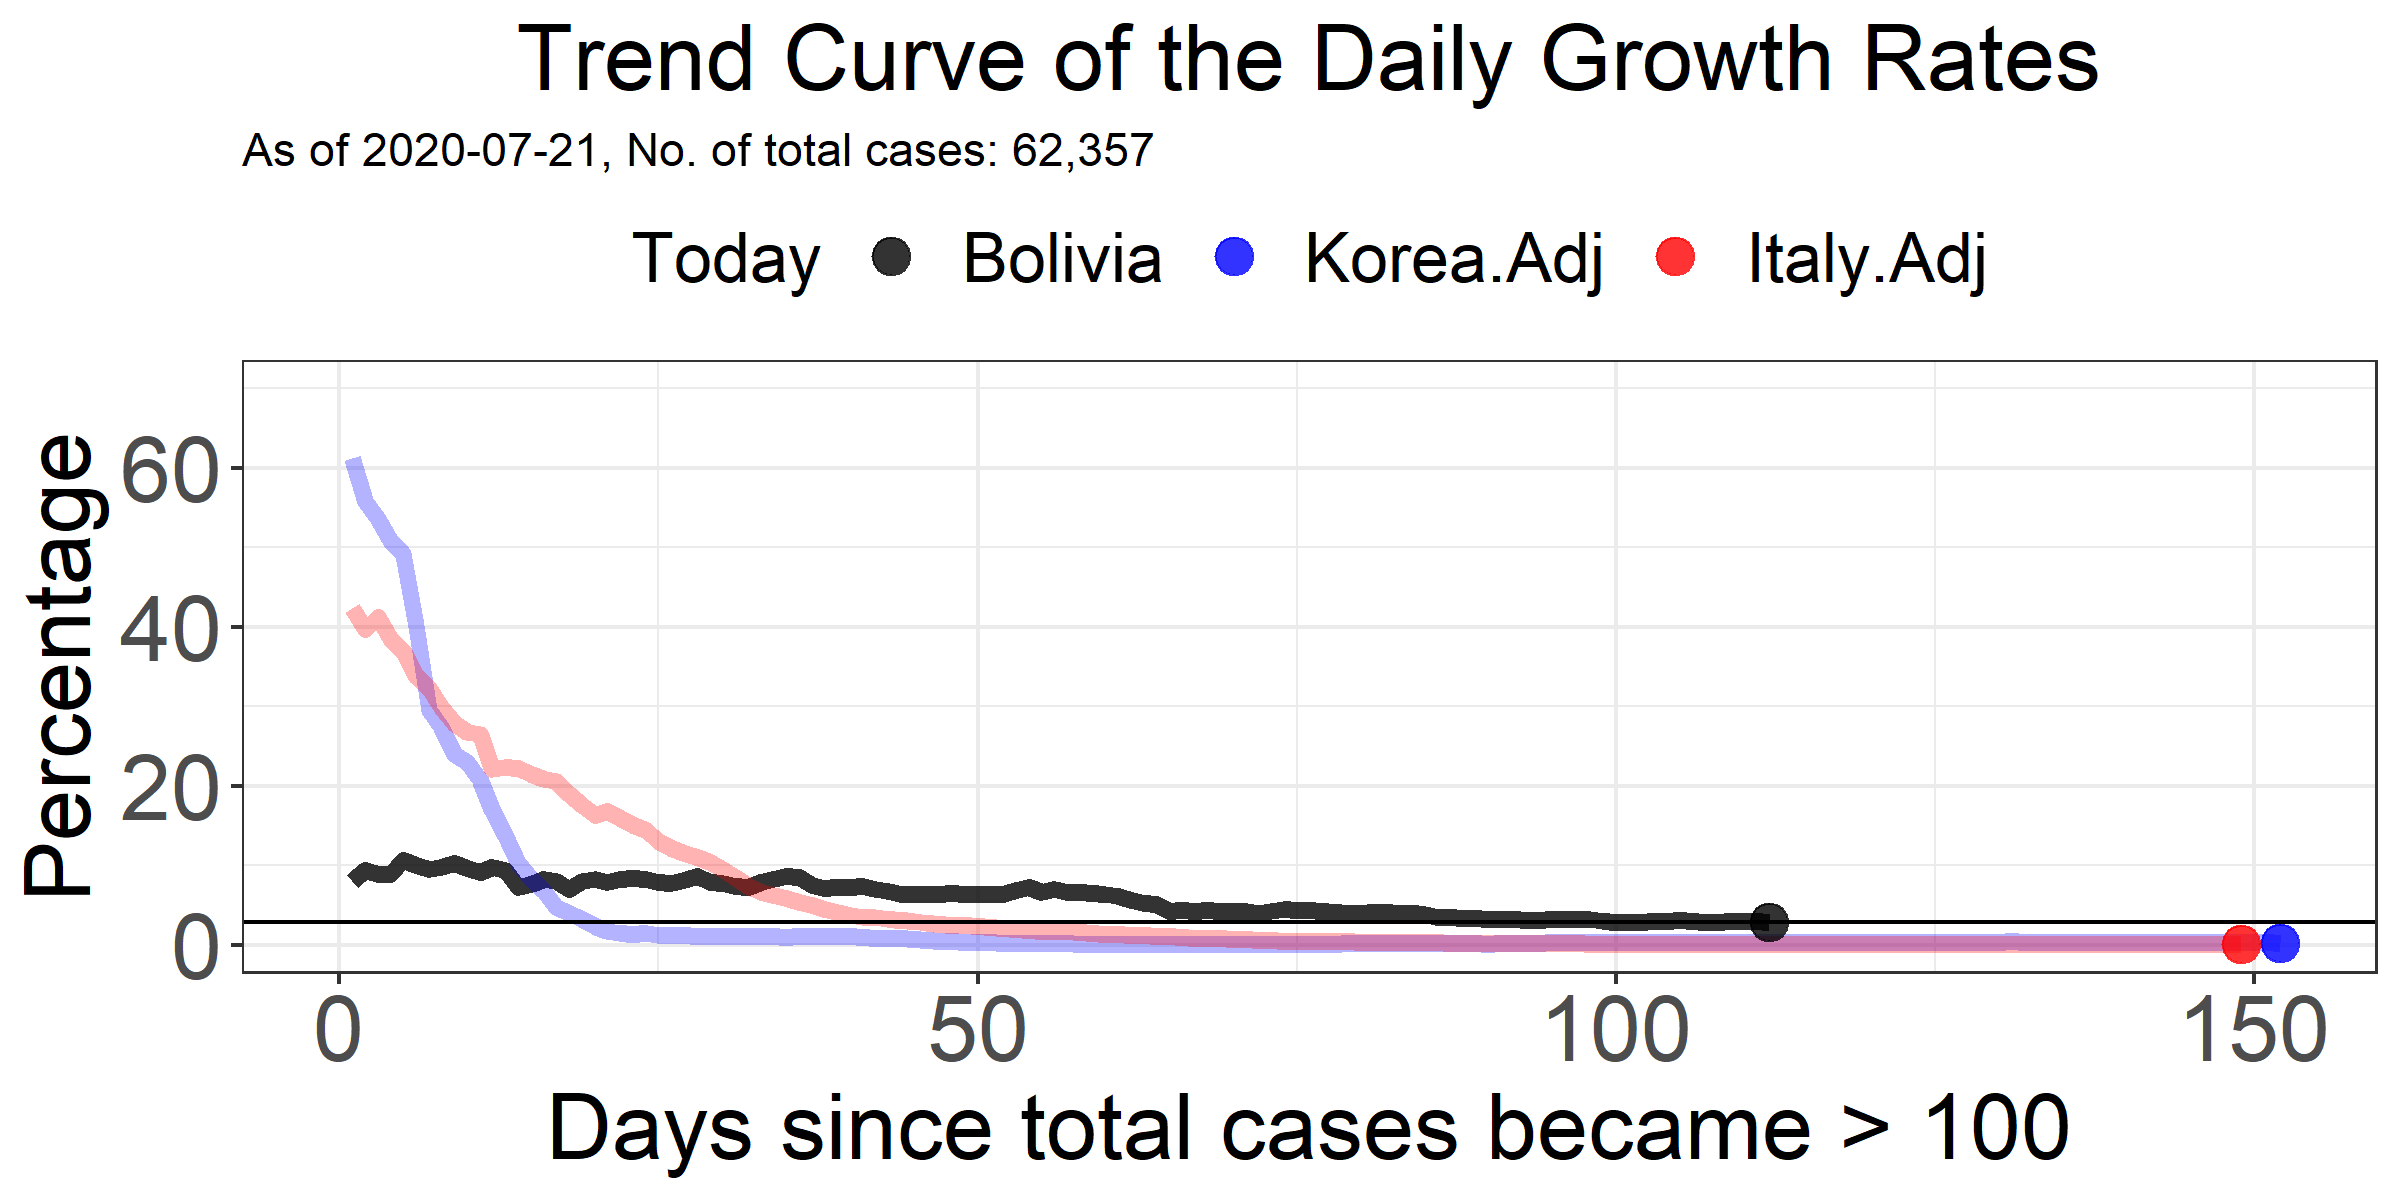 Trend Curve of the Daily Growth Rates
As of 2020-07-21, No. of total cases: 62,357
Today Bolivia Korea.Adj Italy.Adj
Percentage
60
40
20
0
0 50 100 150
Days since total cases became > 100